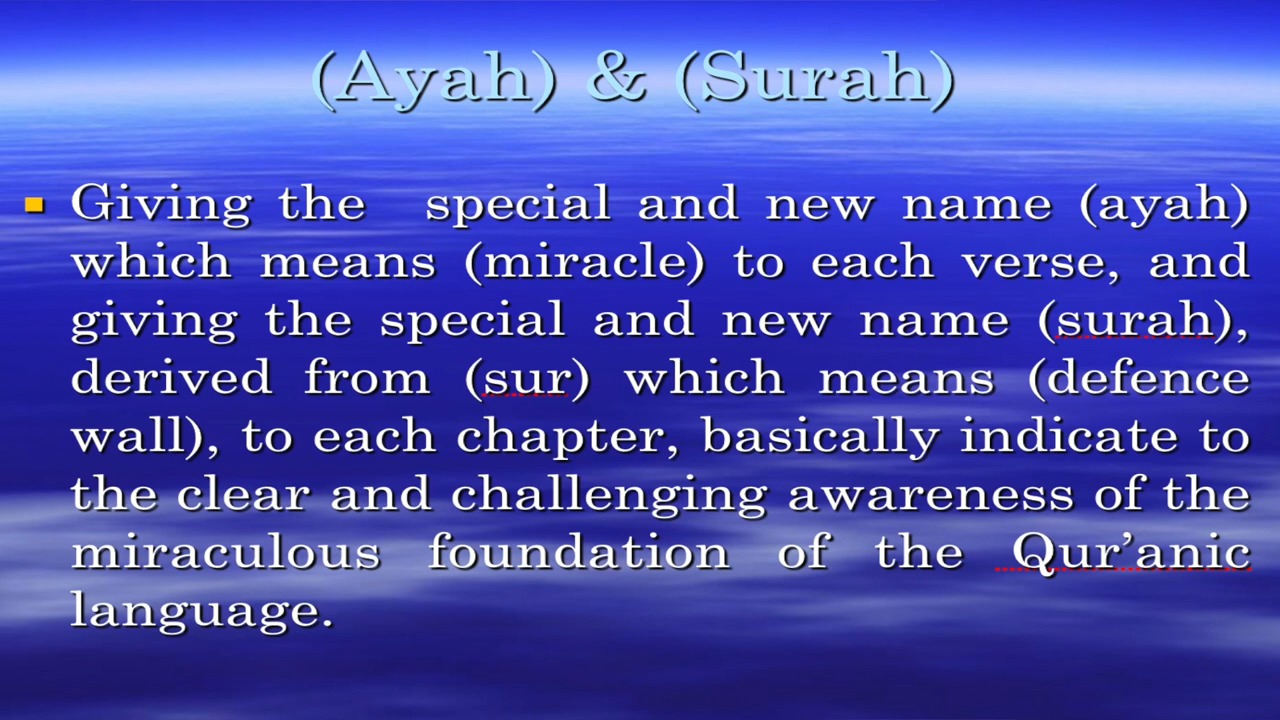 (Ayah) & (Surah)
Giving the special and new name (ayah)
which means (miracle) to each verse, and
giving the special and new name (surah),
derived from (sur) which means (defence
wall), to each chapter, basically indicate to
the clear and challenging awareness of the
miraculous foundation of the Qur’anic
language.